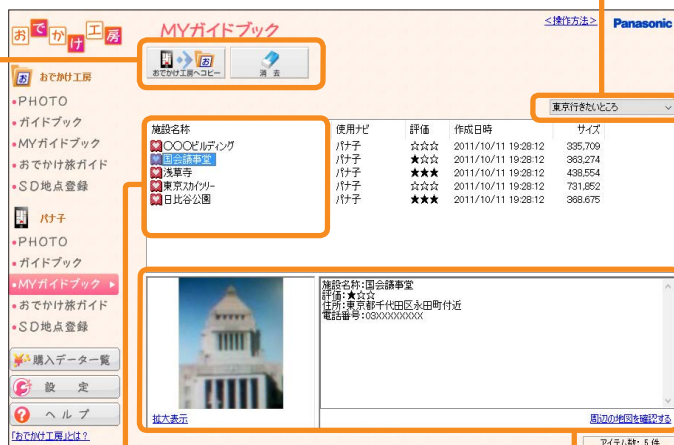 おでかけ工房
MYガイドブック
<操作方法>
Panasonic
おでかけ工房へコピー
消 去
おでかけ工房
•PHOTO
•ガイドブック
•MYガイドブック
•おでかけ旅ガイド
•SD地点登録
パナ子
•PHOTO
•ガイドブック
•MYガイドブック
•おでかけ旅ガイド
•SD地点登録
購入データ一覧
設 定
ヘルプ
「おでかけ工房」とは?
東京行きたいところ
施設名称 使用ナビ 評価 作成日時 サイズ
〇〇〇ビルディング パナ子 ☆☆☆ 2011/10/11 19:28:12 335,709
国会議事堂 パナ子 ★☆☆ 2011/10/11 19:28:12 363,274
浅草寺 パナ子 ★★★ 2011/10/11 19:28:12 438,554
東京スカイツリー パナ子 ☆☆☆ 2011/10/11 19:28:12 731,852
日比谷公園 パナ子 ★★★ 2011/10/11 19:28:12 368,675
拡大表示
施設名称:国会議事堂
評価:★☆☆
住所:東京都千代田区永田町付近
電話番号:03XXXXXXXX
周辺の地図を確認する
アイテム数: 5 件